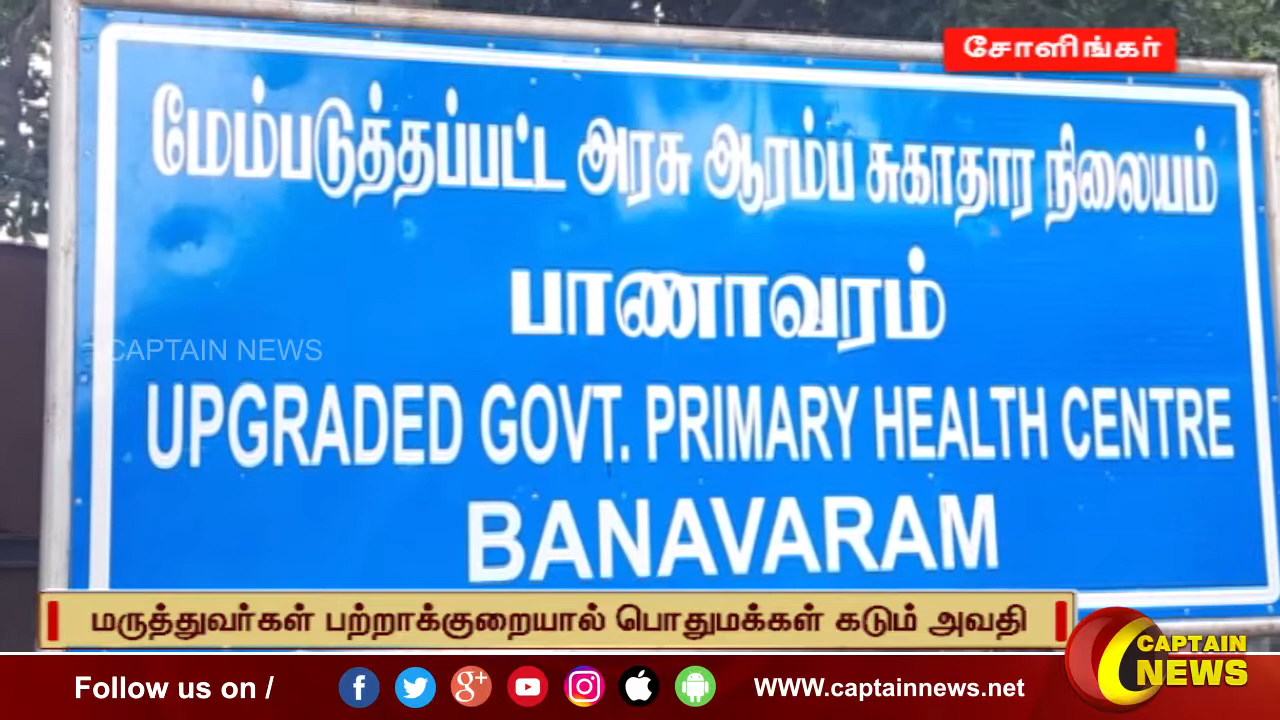 சோளிங்கர்
மேம்படுத்தப்பட்ட அரசு ஆரம்ப சுகாதார நிலையம்
பாணாவரம்
CAPTAIN NEWS
UPGRADED GOVT. PRIMARY HEALTH CENTRE
BANAVARAM
மருத்துவர்கள் பற்றாக்குறையால் பொதுமக்கள் கடும் அவதி
CAPTAIN
NEWS
Follow us on / WWW.captainnews.net